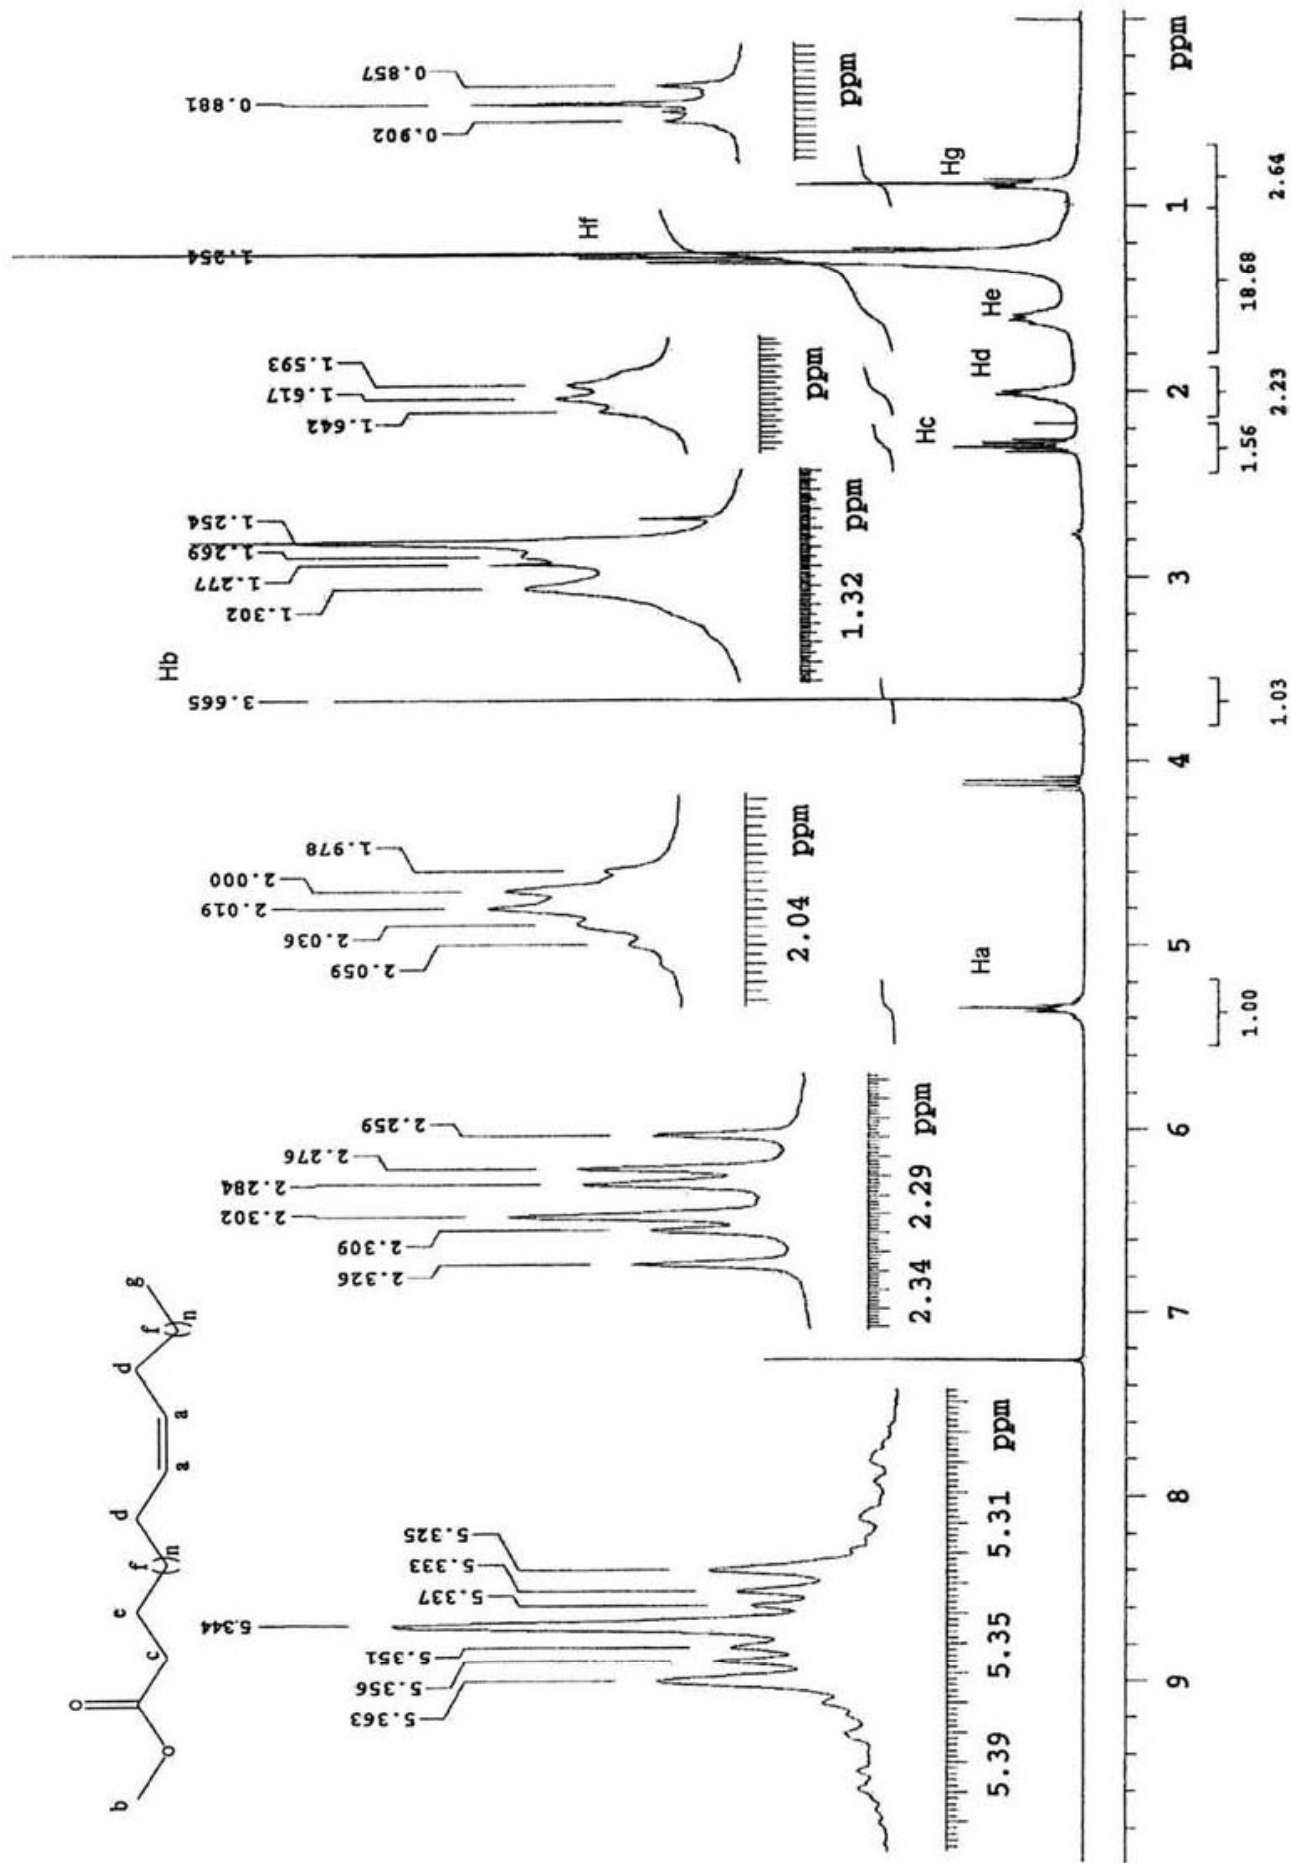 0.857
0.881
0.902
ppm
Hg
Hf
1.254
He
1.593
1.617
1.642
ppm
Hd
Hc
1.254
1.269
1.277
1.302
1.32 ppm
Hb
3.665
1.978
2.000
2.019
2.036
2.059
2.04 ppm
Ha
2.259
2.276
2.284
2.302
2.309
2.326
2.34 2.29 ppm
5.325
5.333
5.337
5.344
5.351
5.356
5.363
5.39 5.35 5.31 ppm
b
O
O
c
e
f
n
d
a
a
d
f
n
g
9 8 7 6 5 4 3 2 1 ppm
1.00 1.03 1.56 2.23 18.68 2.64